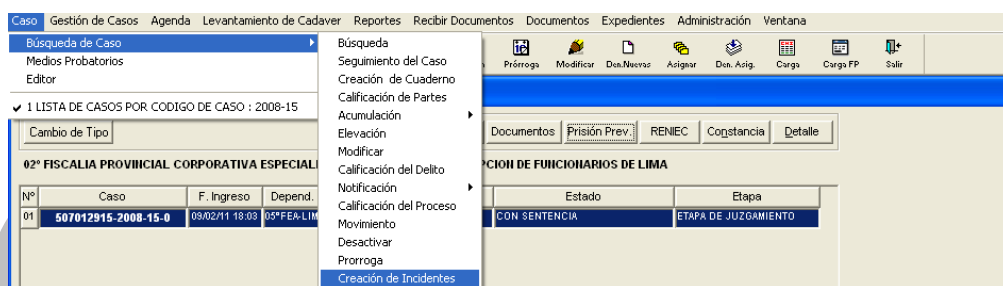 Caso Gestión de Casos Agenda Levantamiento de Cadaver Reportes Recibir Documentos Documentos Expedientes Administración Ventana
Búsqueda de Caso
Medios Probatorios
Editor
1 LISTA DE CASOS POR CODIGO DE CASO : 2008-15
Búsqueda
Seguimiento del Caso
Creación de Cuaderno
Calificación de Partes
Acumulación
Elevación
Modificar
Calificación del Delito
Notificación
Calificación del Proceso
Movimiento
Desactivar
Prorroga
Creación de Incidentes
Prórroga Modificar Den.Nuevas Asignar Den. Asig. Carga Carga FP Salir
Cambio de Tipo Documentos Prisión Prev. RENIEC Constancia Detalle
02º FISCALIA PROVINCIAL CORPORATIVA ESPECIALI PCION DE FUNCIONARIOS DE LIMA
Nº Caso F. Ingreso Depend. Estado Etapa
01 507012915-2008-15-0 09/02/11 18:03 05ºFEA-LIM CON SENTENCIA ETAPA DE JUZGAMIENTO